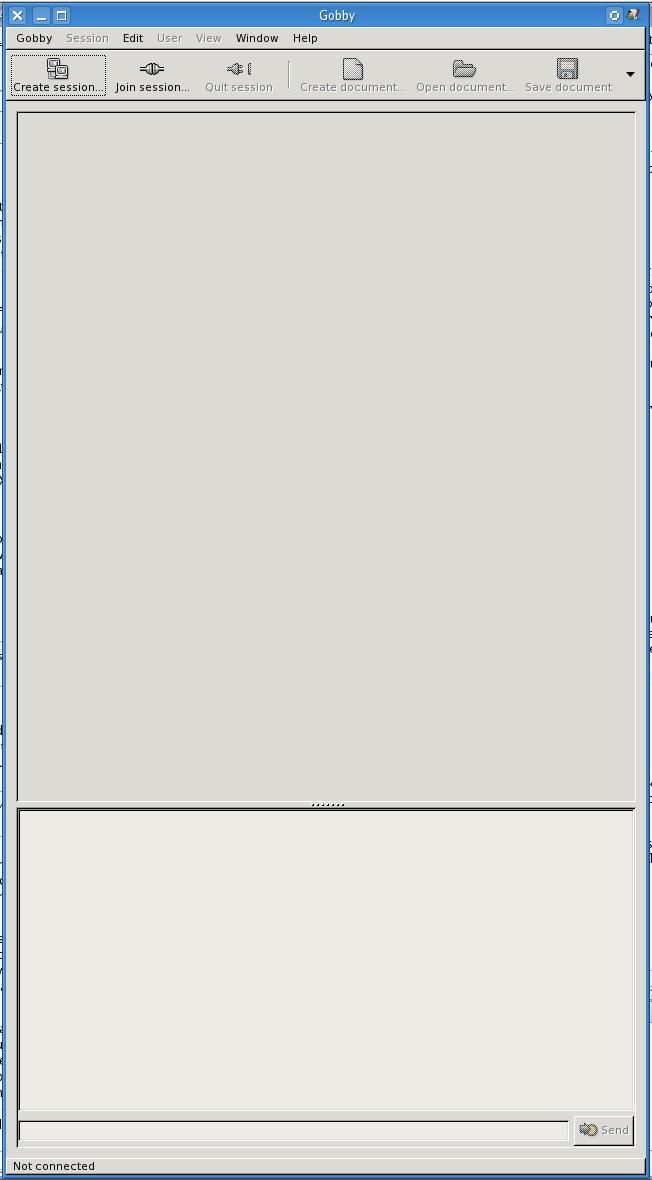 Gobby
Gobby Session Edit User View Window Help
Create session... Join session... Quit session Create document... Open document... Save document
Send
Not connected